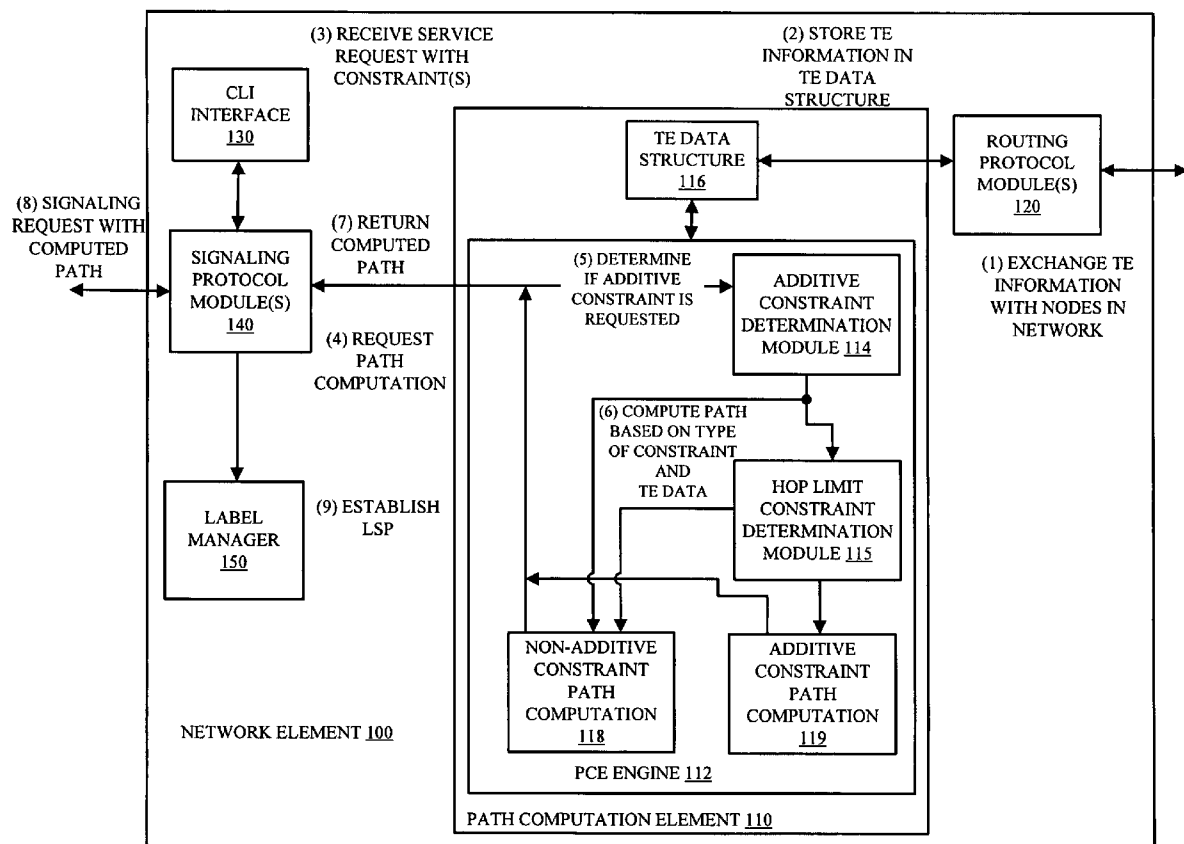 (3) RECEIVE SERVICE
REQUEST WITH
CONSTRAINT(S)
(2) STORE TE
INFORMATION IN
TE DATA
STRUCTURE
CLI
INTERFACE
130
TE DATA
STRUCTURE
116
ROUTING
PROTOCOL
MODULE(S)
120
(8) SIGNALING
REQUEST WITH
COMPUTED
PATH
(7) RETURN
COMPUTED
PATH
SIGNALING
PROTOCOL
MODULE(S)
140
(5) DETERMINE
IF ADDITIVE
CONSTRAINT IS
REQUESTED
ADDITIVE
CONSTRAINT
DETERMINATION
MODULE 114
(1) EXCHANGE TE
INFORMATION
WITH NODES IN
NETWORK
(4) REQUEST
PATH
COMPUTATION
(6) COMPUTE PATH
BASED ON TYPE
OF CONSTRAINT
AND
TE DATA
HOP LIMIT
CONSTRAINT
DETERMINATION
MODULE 115
LABEL
MANAGER
150
(9) ESTABLISH
LSP
NON-ADDITIVE
CONSTRAINT
PATH
COMPUTATION
118
ADDITIVE
CONSTRAINT
PATH
COMPUTATION
119
NETWORK ELEMENT 100
PCE ENGINE 112
PATH COMPUTATION ELEMENT 110